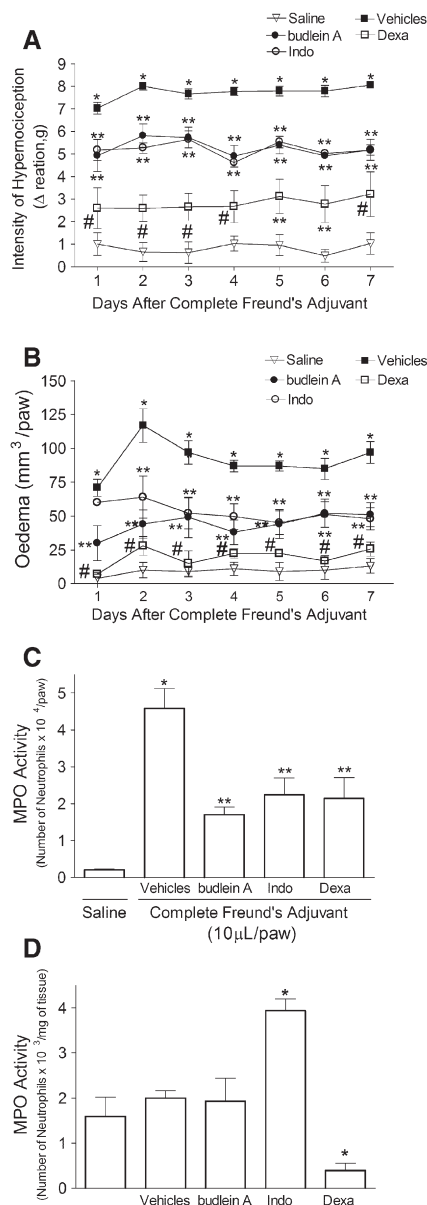 A
Saline Vehicles
budlein A Dexa
Indo
Intensity of Hypernociception
(Δ reation,g)
9
8
7
6
5
4
3
2
1
0
* * * * * * *
** ** ** ** ** ** **
** ** ** ** ** ** **
# # # # #
1 2 3 4 5 6 7
Days After Complete Freund's Adjuvant
B
Saline Vehicles
budlein A Dexa
Indo
Oedema (mm³/paw)
150
125
100
75
50
25
0
* * * * * * *
** ** ** ** ** **
** ** ** ** ** ** **
# # # # # # #
1 2 3 4 5 6 7
Days After Complete Freund's Adjuvant
C
MPO Activity
(Number of Neutrophils x 10⁴/paw)
5
4
3
2
1
0
* ** ** **
Vehicles budlein A Indo Dexa
Saline Complete Freund's Adjuvant
(10μL/paw)
D
MPO Activity
(Number of Neutrophils x 10³/mg of tissue)
4
3
2
1
0
* *
Vehicles budlein A Indo Dexa